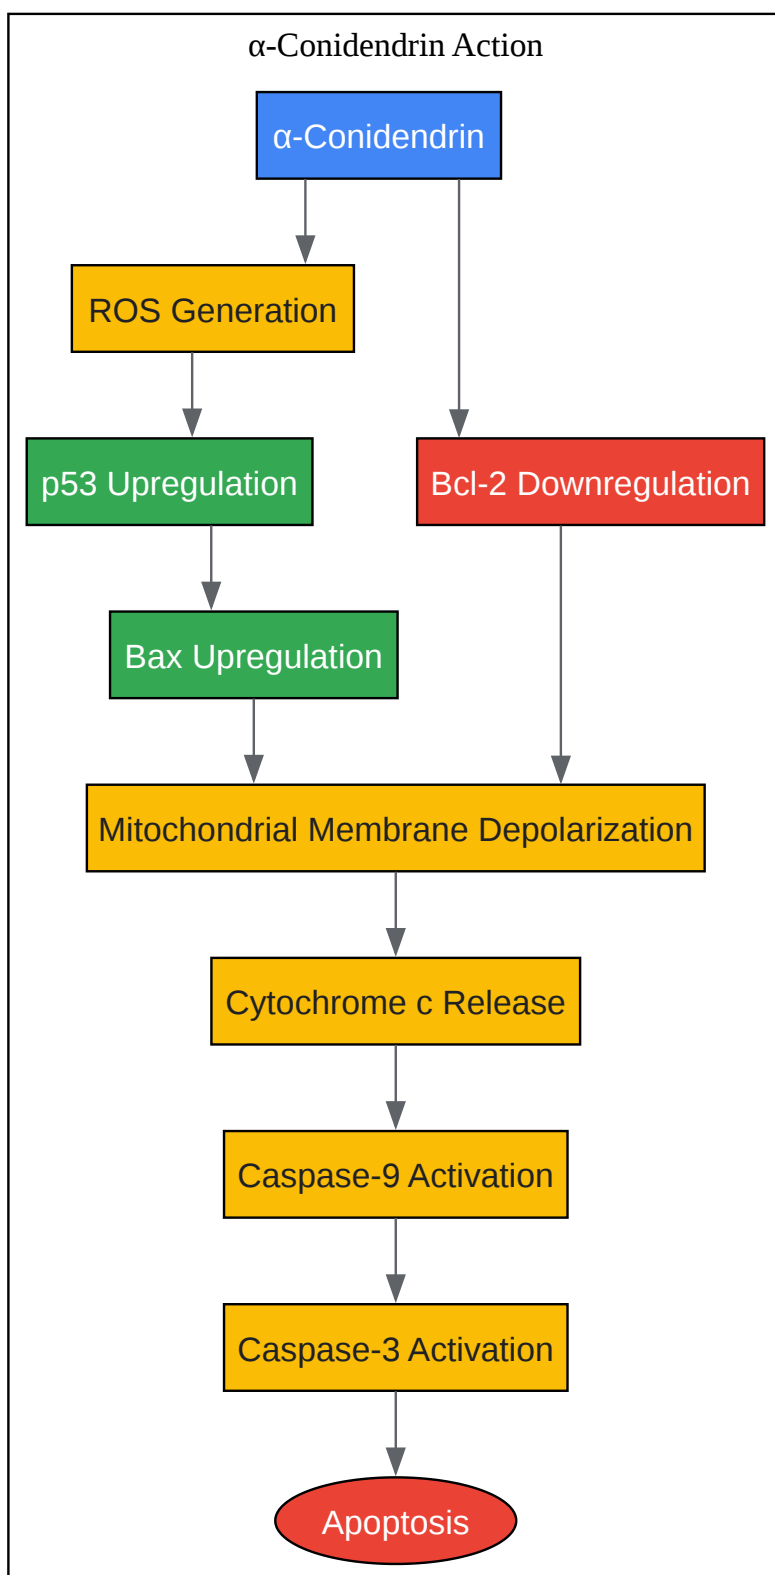 α-Conidendrin Action
α-Conidendrin
ROS Generation
p53 Upregulation
Bcl-2 Downregulation
Bax Upregulation
Mitochondrial Membrane Depolarization
Cytochrome c Release
Caspase-9 Activation
Caspase-3 Activation
Apoptosis